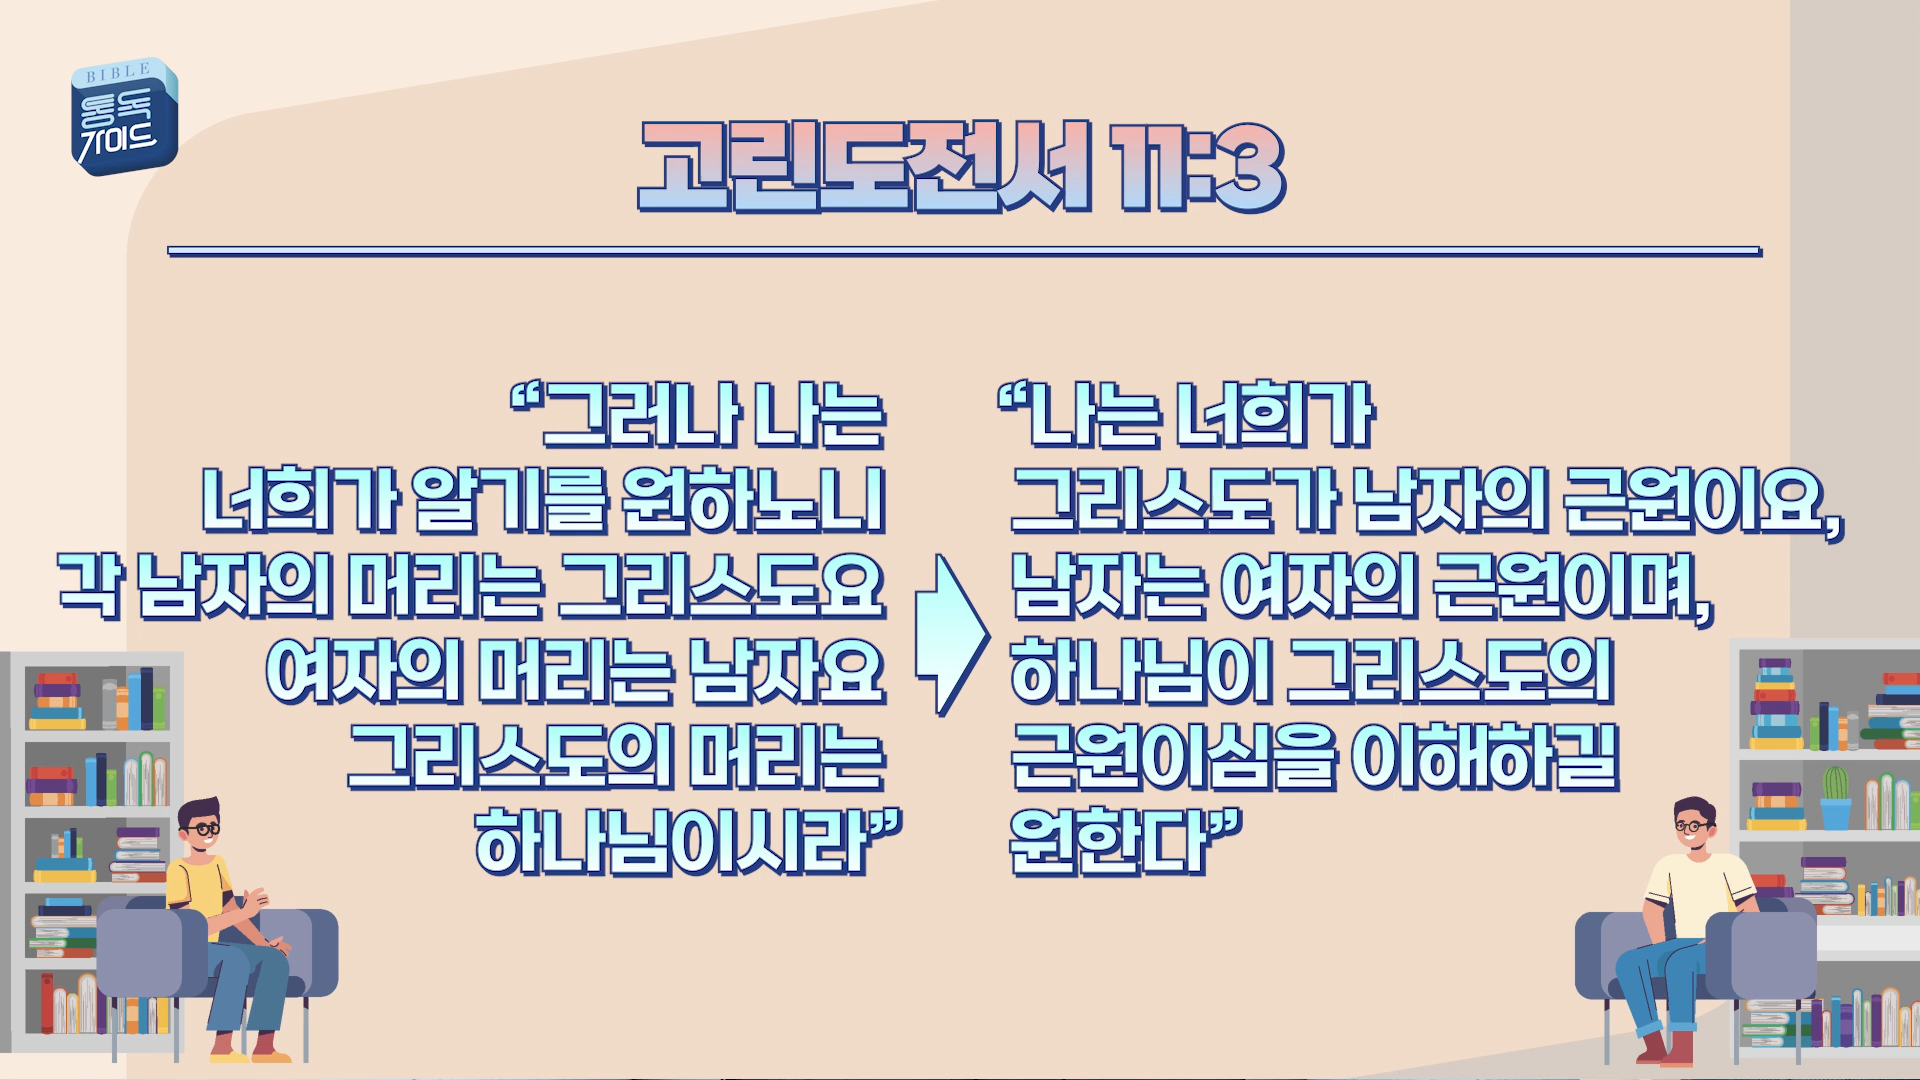 BIBLE
통독
가이드
고린도전서 11:3
“그러나 나는
너희가 알기를 원하노니
각 남자의 머리는 그리스도요
여자의 머리는 남자요
그리스도의 머리는
하나님이시라”
“나는 너희가
그리스도가 남자의 근원이요,
남자는 여자의 근원이며,
하나님이 그리스도의
근원이심을 이해하길
원한다”